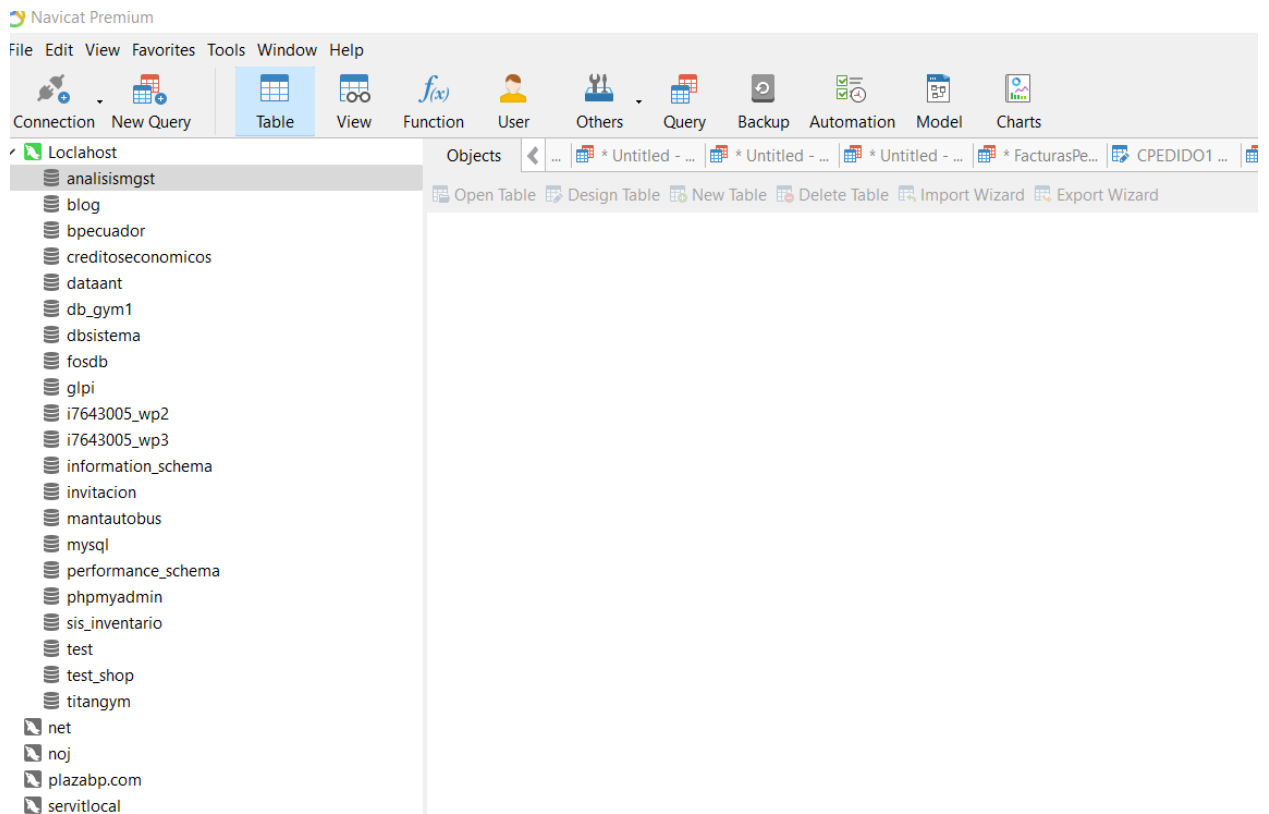 Navicat Premium
File Edit View Favorites Tools Window Help
Connection New Query Table View Function User Others Query Backup Automation Model Charts
Loclahost
Objects ... * Untitled - ... * Untitled - ... * Untitled - ... * FacturasPe... CPEDIDO1 ...
analisismgst
Open Table Design Table New Table Delete Table Import Wizard Export Wizard
blog
bpecuador
creditoseconomicos
dataant
db_gym1
dbsistema
fosdb
glpi
i7643005_wp2
i7643005_wp3
information_schema
invitacion
mantautobus
mysql
performance_schema
phpmyadmin
sis_inventario
test
test_shop
titangym
net
noj
plazabp.com
servitlocal